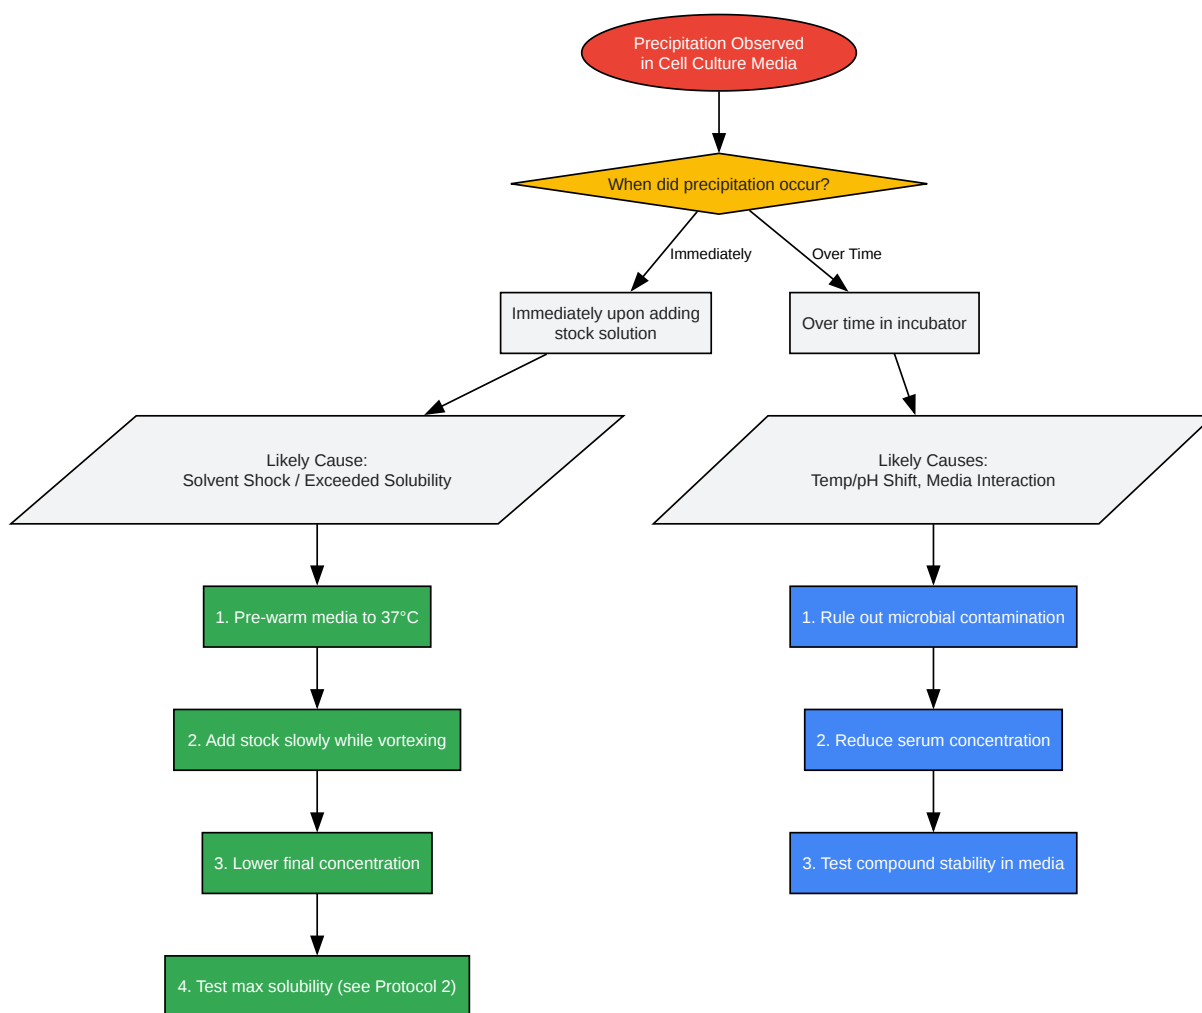 Precipitation Observed
in Cell Culture Media
When did precipitation occur?
Immediately
Over Time
Immediately upon adding
stock solution
Over time in incubator
Likely Cause:
Solvent Shock / Exceeded Solubility
Likely Causes:
Temp/pH Shift, Media Interaction
1. Pre-warm media to 37°C
1. Rule out microbial contamination
2. Add stock slowly while vortexing
2. Reduce serum concentration
3. Lower final concentration
3. Test compound stability in media
4. Test max solubility (see Protocol 2)